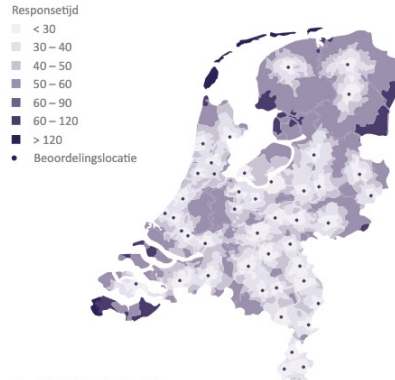 Responsetijd
< 30
30 – 40
40 – 50
50 – 60
60 – 90
60 – 120
> 120
Beoordelingslocatie